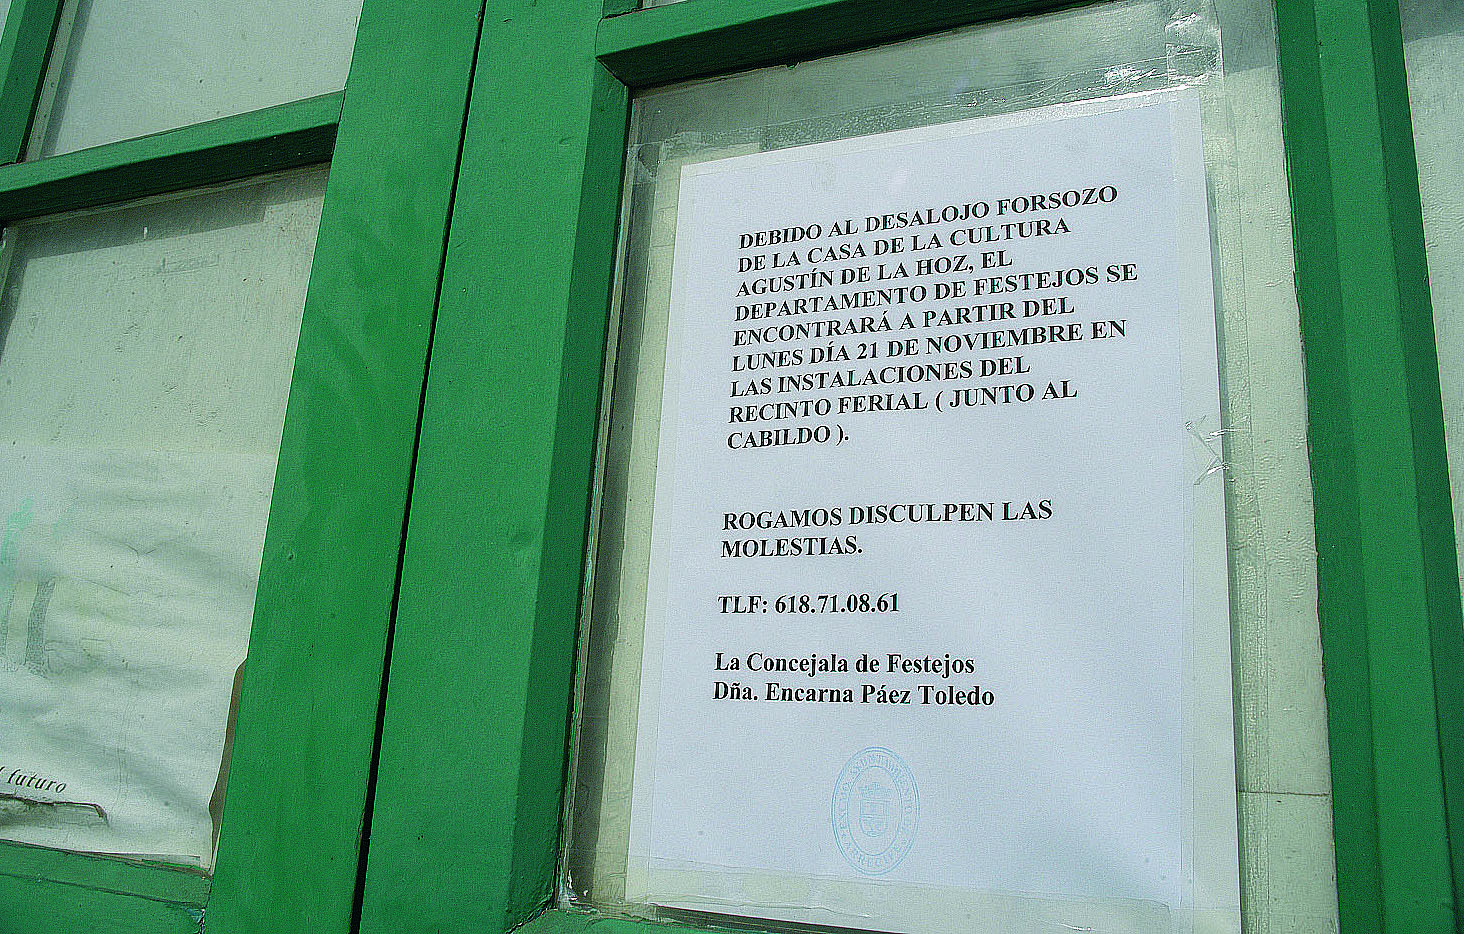 DEBIDO AL DESALOJO FORSOZO
DE LA CASA DE LA CULTURA
AGUSTÍN DE LA HOZ, EL
DEPARTAMENTO DE FESTEJOS SE
ENCONTRARÁ A PARTIR DEL
LUNES DÍA 21 DE NOVIEMBRE EN
LAS INSTALACIONES DEL
RECINTO FERIAL ( JUNTO AL
CABILDO ).
ROGAMOS DISCULPEN LAS
MOLESTIAS.
TLF: 618.71.08.61
La Concejala de Festejos
Dña. Encarna Páez Toledo
ARRECIFE
futuro